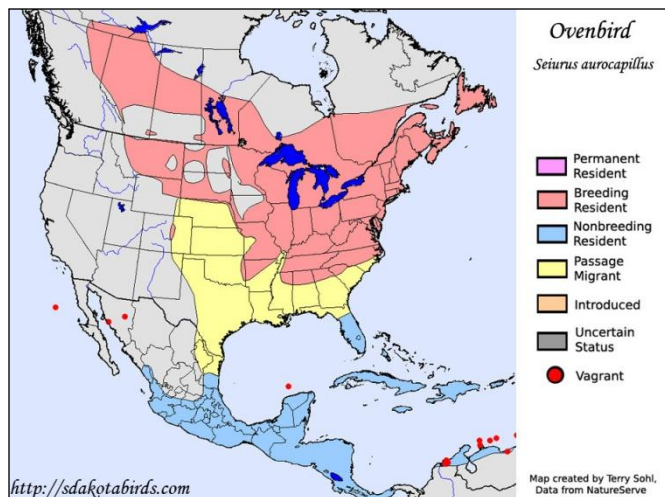 Ovenbird
Seiurus aurocapillus
Permanent
Resident
Breeding
Resident
Nonbreeding
Resident
Passage
Migrant
Introduced
Uncertain
Status
Vagrant
http://sdakotabirds.com
Map created by Terry Sohl,
Data from NatureServe